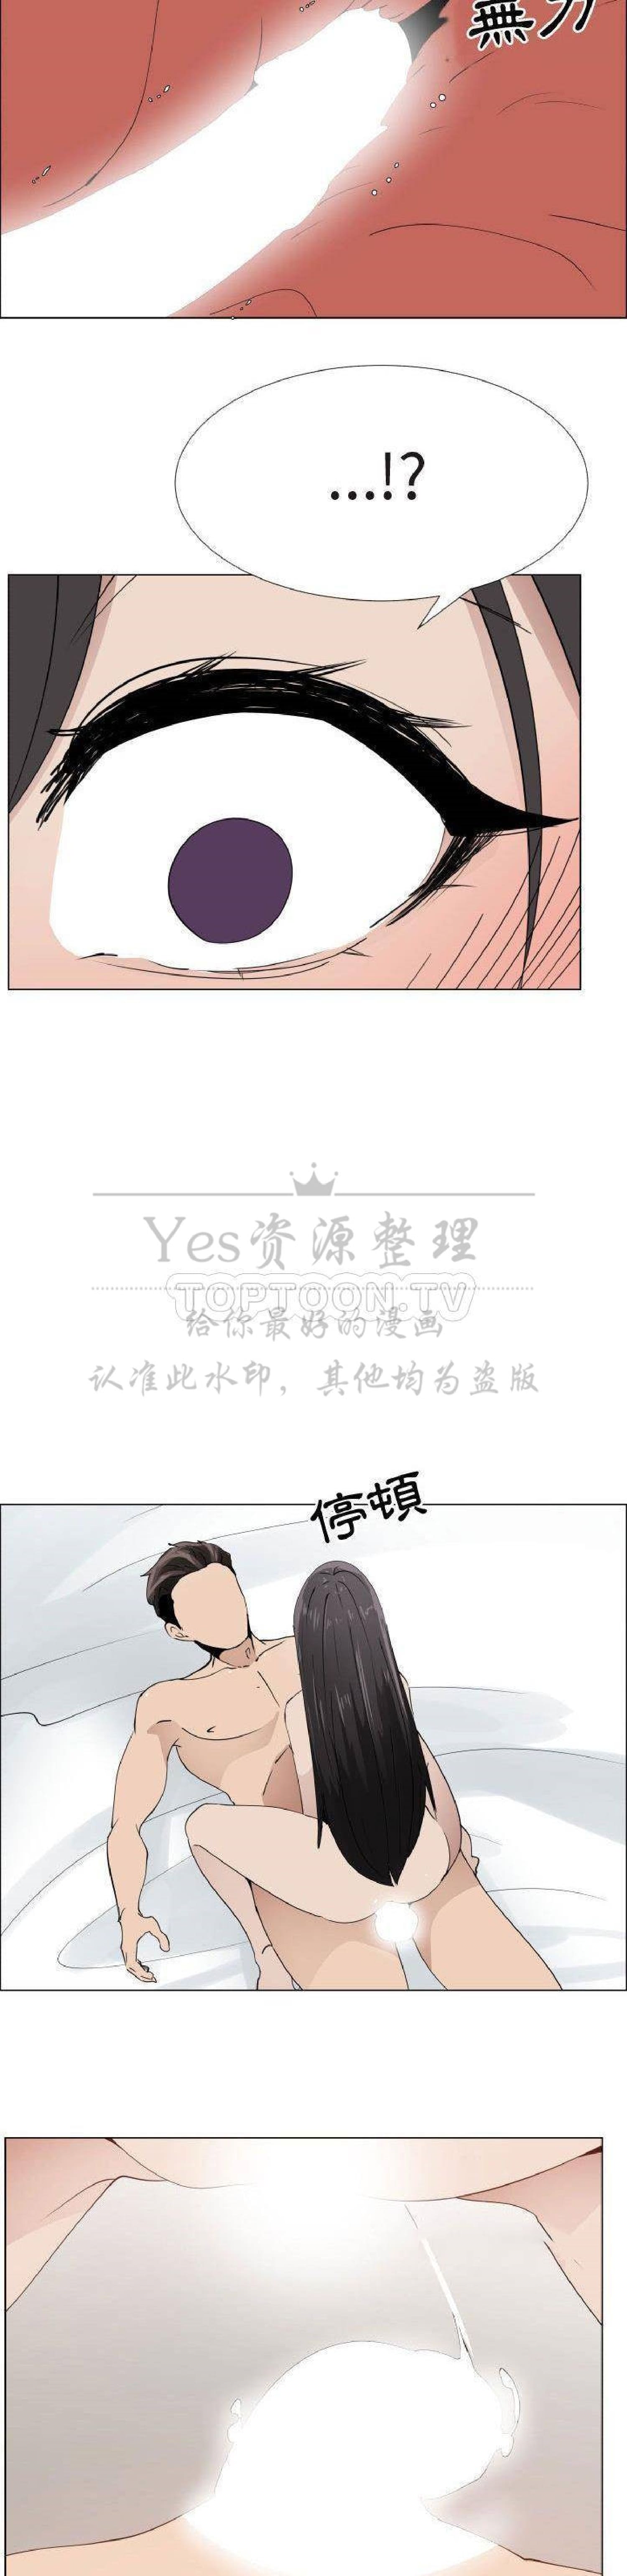 無力
...!?
Yes资源整理
TOPTOON.TV
给你最好的漫画
认准此水印，其他均为盗版
停頓